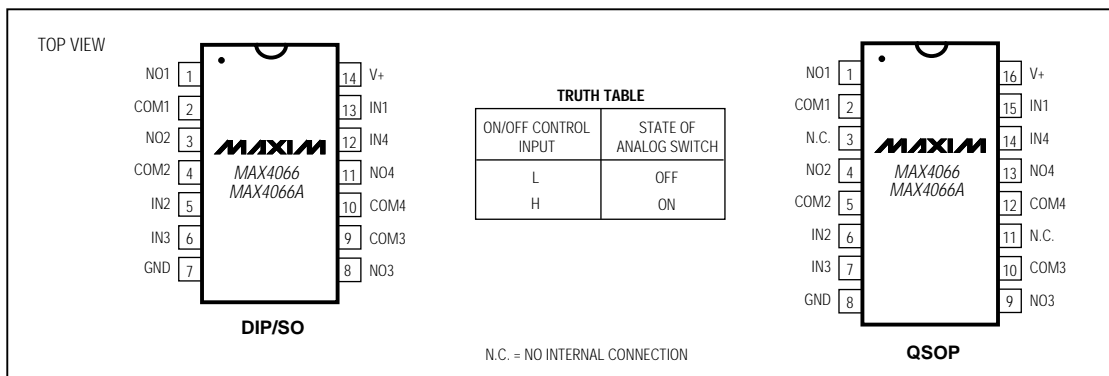 TOP VIEW
NO1 1
COM1 2
NO2 3
COM2 4
IN2 5
IN3 6
GND 7
14 V+
13 IN1
12 IN4
11 NO4
10 COM4
9 COM3
8 NO3
MAXIM
MAX4066
MAX4066A
DIP/SO
TRUTH TABLE
ON/OFF CONTROL INPUT STATE OF ANALOG SWITCH
L OFF
H ON
N.C. = NO INTERNAL CONNECTION
NO1 1
COM1 2
N.C. 3
NO2 4
COM2 5
IN2 6
IN3 7
GND 8
16 V+
15 IN1
14 IN4
13 NO4
12 COM4
11 N.C.
10 COM3
9 NO3
MAXIM
MAX4066
MAX4066A
QSOP